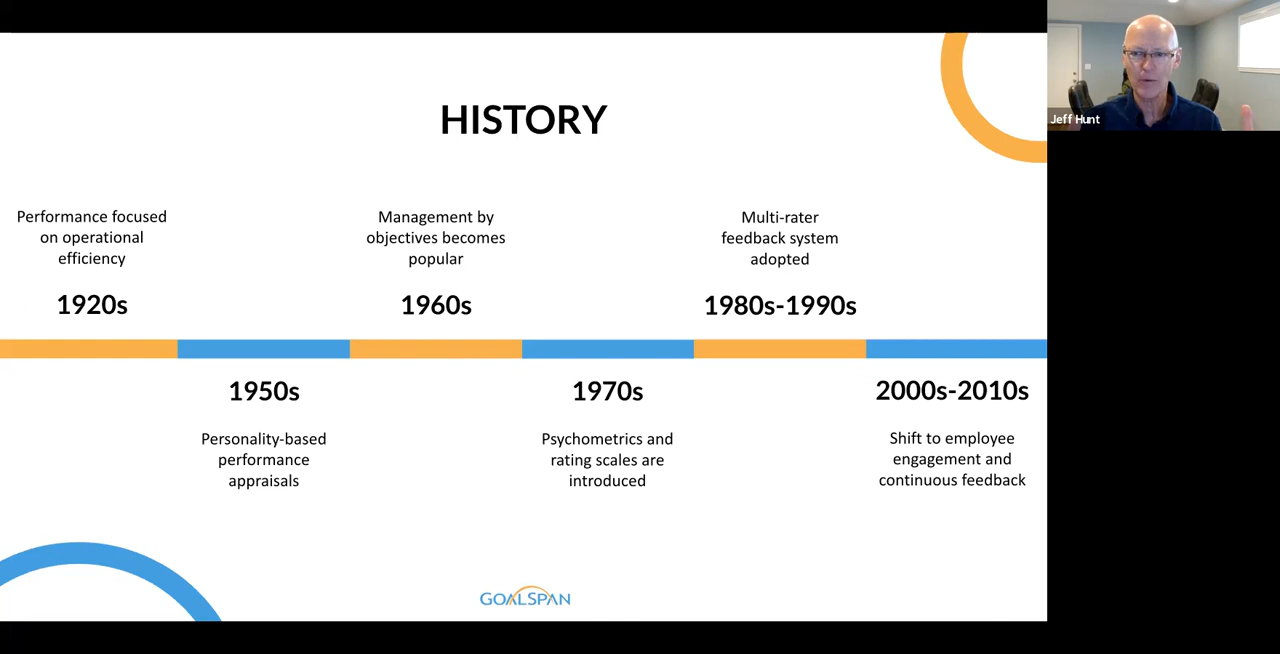 HISTORY
Performance focused
on operational
efficiency
1920s
Management by
objectives becomes
popular
1960s
Multi-rater
feedback system
adopted
1980s-1990s
1950s
Personality-based
performance
appraisals
1970s
Psychometrics and
rating scales are
introduced
2000s-2010s
Shift to employee
engagement and
continuous feedback
GOALSPAN
Jeff Hunt